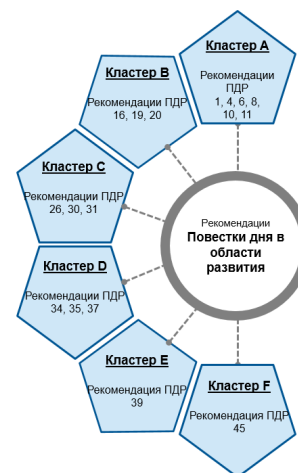 Кластер A
Рекомендации
ПДР
1, 4, 6, 8,
10, 11
Кластер B
Рекомендации ПДР
16, 19, 20
Кластер C
Рекомендации ПДР
26, 30, 31
Кластер D
Рекомендации ПДР
34, 35, 37
Кластер E
Рекомендация ПДР
39
Кластер F
Рекомендация ПДР
45
Рекомендации
Повестки дня в
области
развития